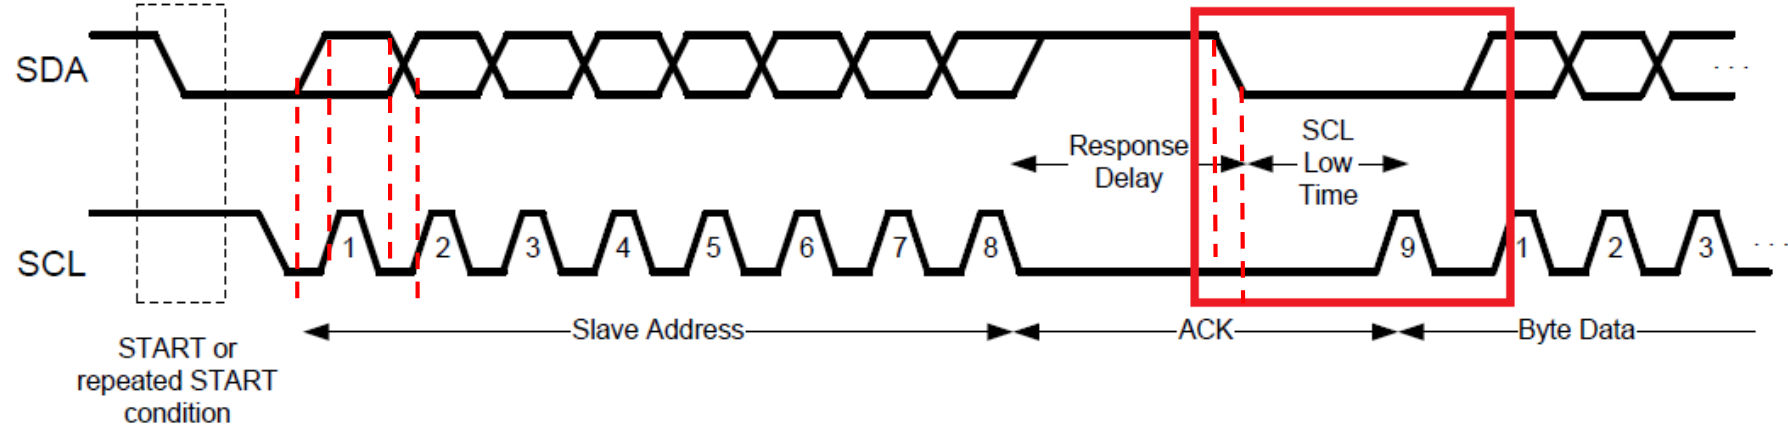 SDA
. . .
Response
Delay
SCL
Low
Time
SCL
1 2 3 4 5 6 7 8 9 1 2 3 . . .
Slave Address ACK Byte Data
START or
repeated START
condition